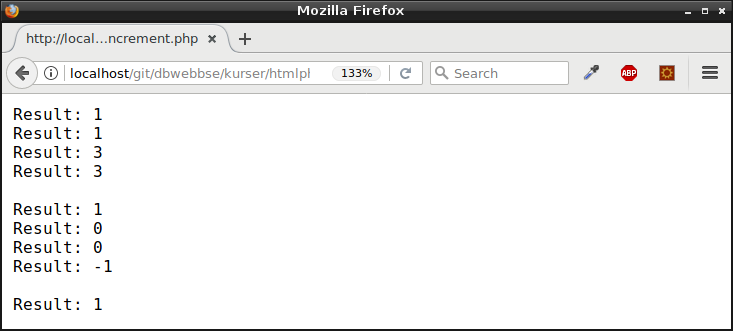 Mozilla Firefox
http://local...ncrement.php
localhost/git/dbwebbse/kurser/htmlph
133%
Search
ABP
Result: 1
Result: 1
Result: 3
Result: 3
Result: 1
Result: 0
Result: 0
Result: -1
Result: 1